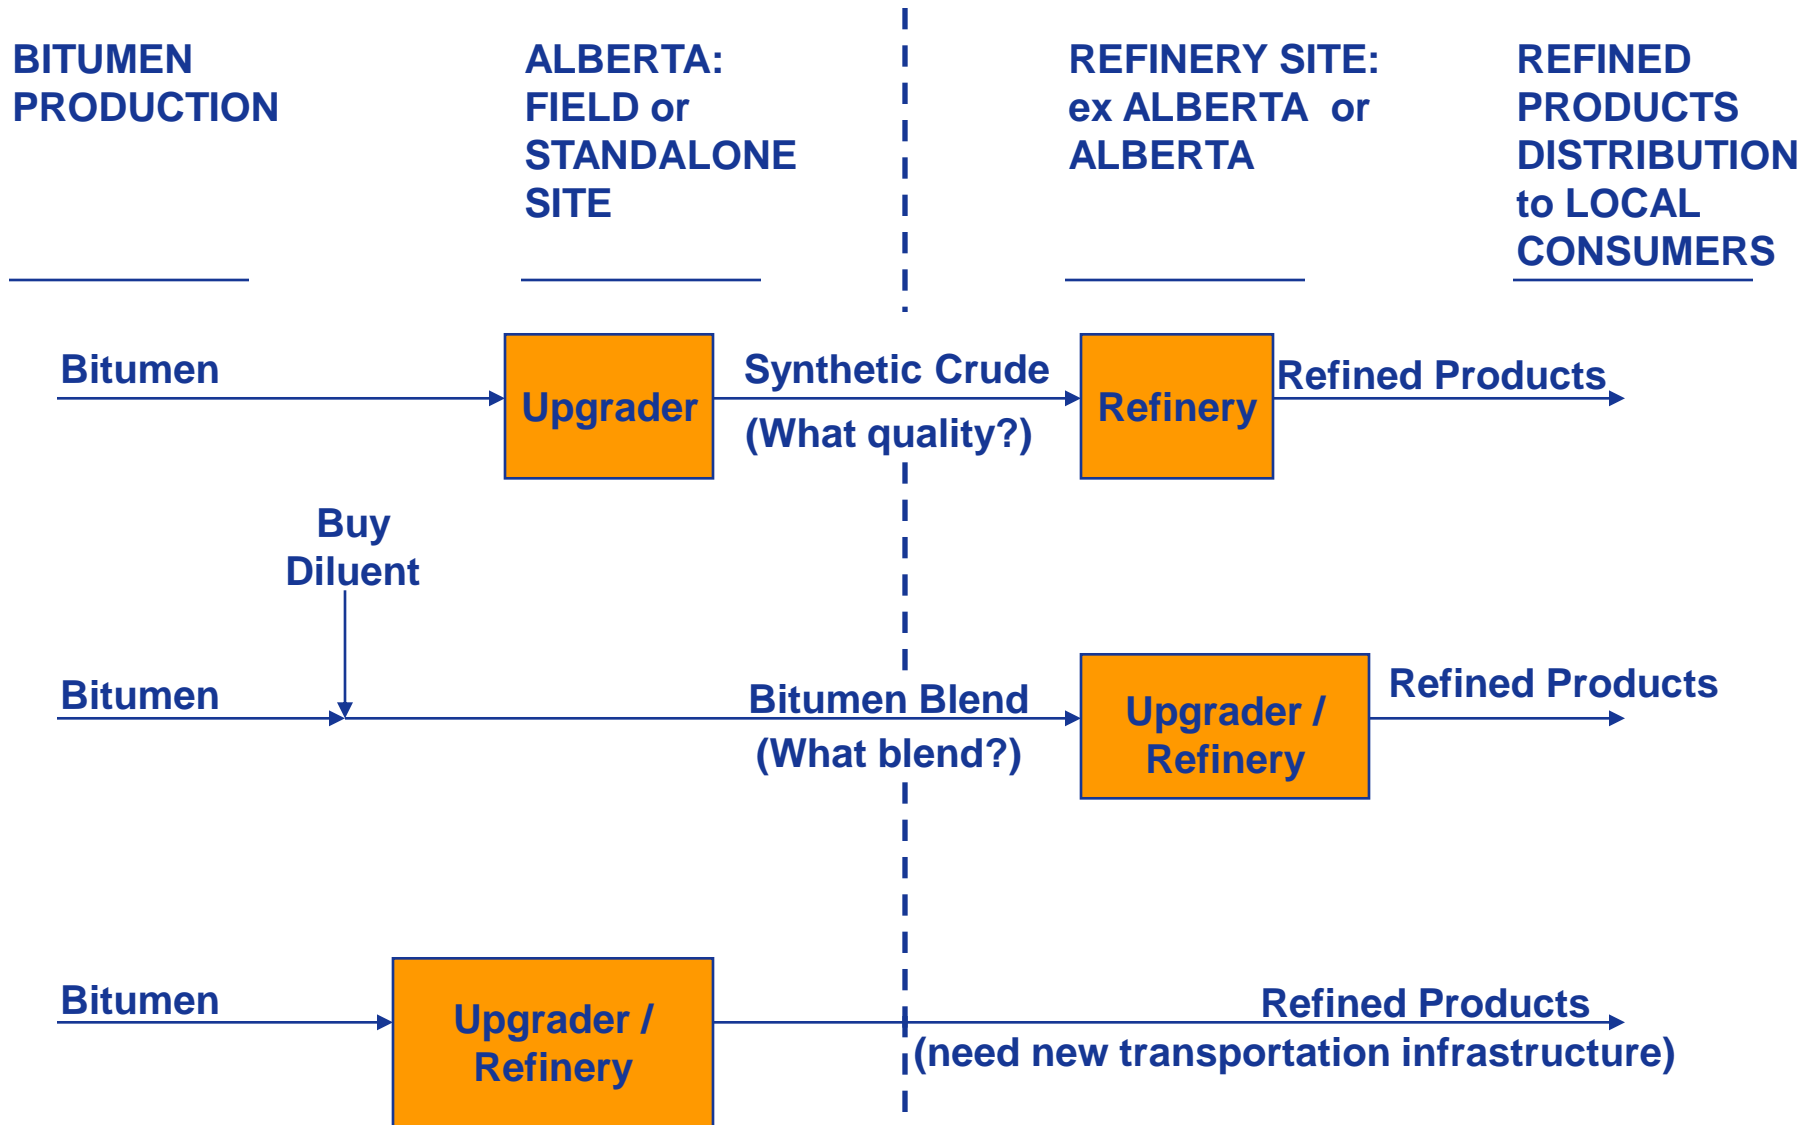 BITUMEN
PRODUCTION
ALBERTA:
FIELD or
STANDALONE
SITE
REFINERY SITE:
ex ALBERTA or
ALBERTA
REFINED
PRODUCTS
DISTRIBUTION
to LOCAL
CONSUMERS
Bitumen
Upgrader
Synthetic Crude
(What quality?)
Refinery
Refined Products
Buy
Diluent
Bitumen
Bitumen Blend
(What blend?)
Upgrader /
Refinery
Refined Products
Bitumen
Upgrader /
Refinery
Refined Products
(need new transportation infrastructure)